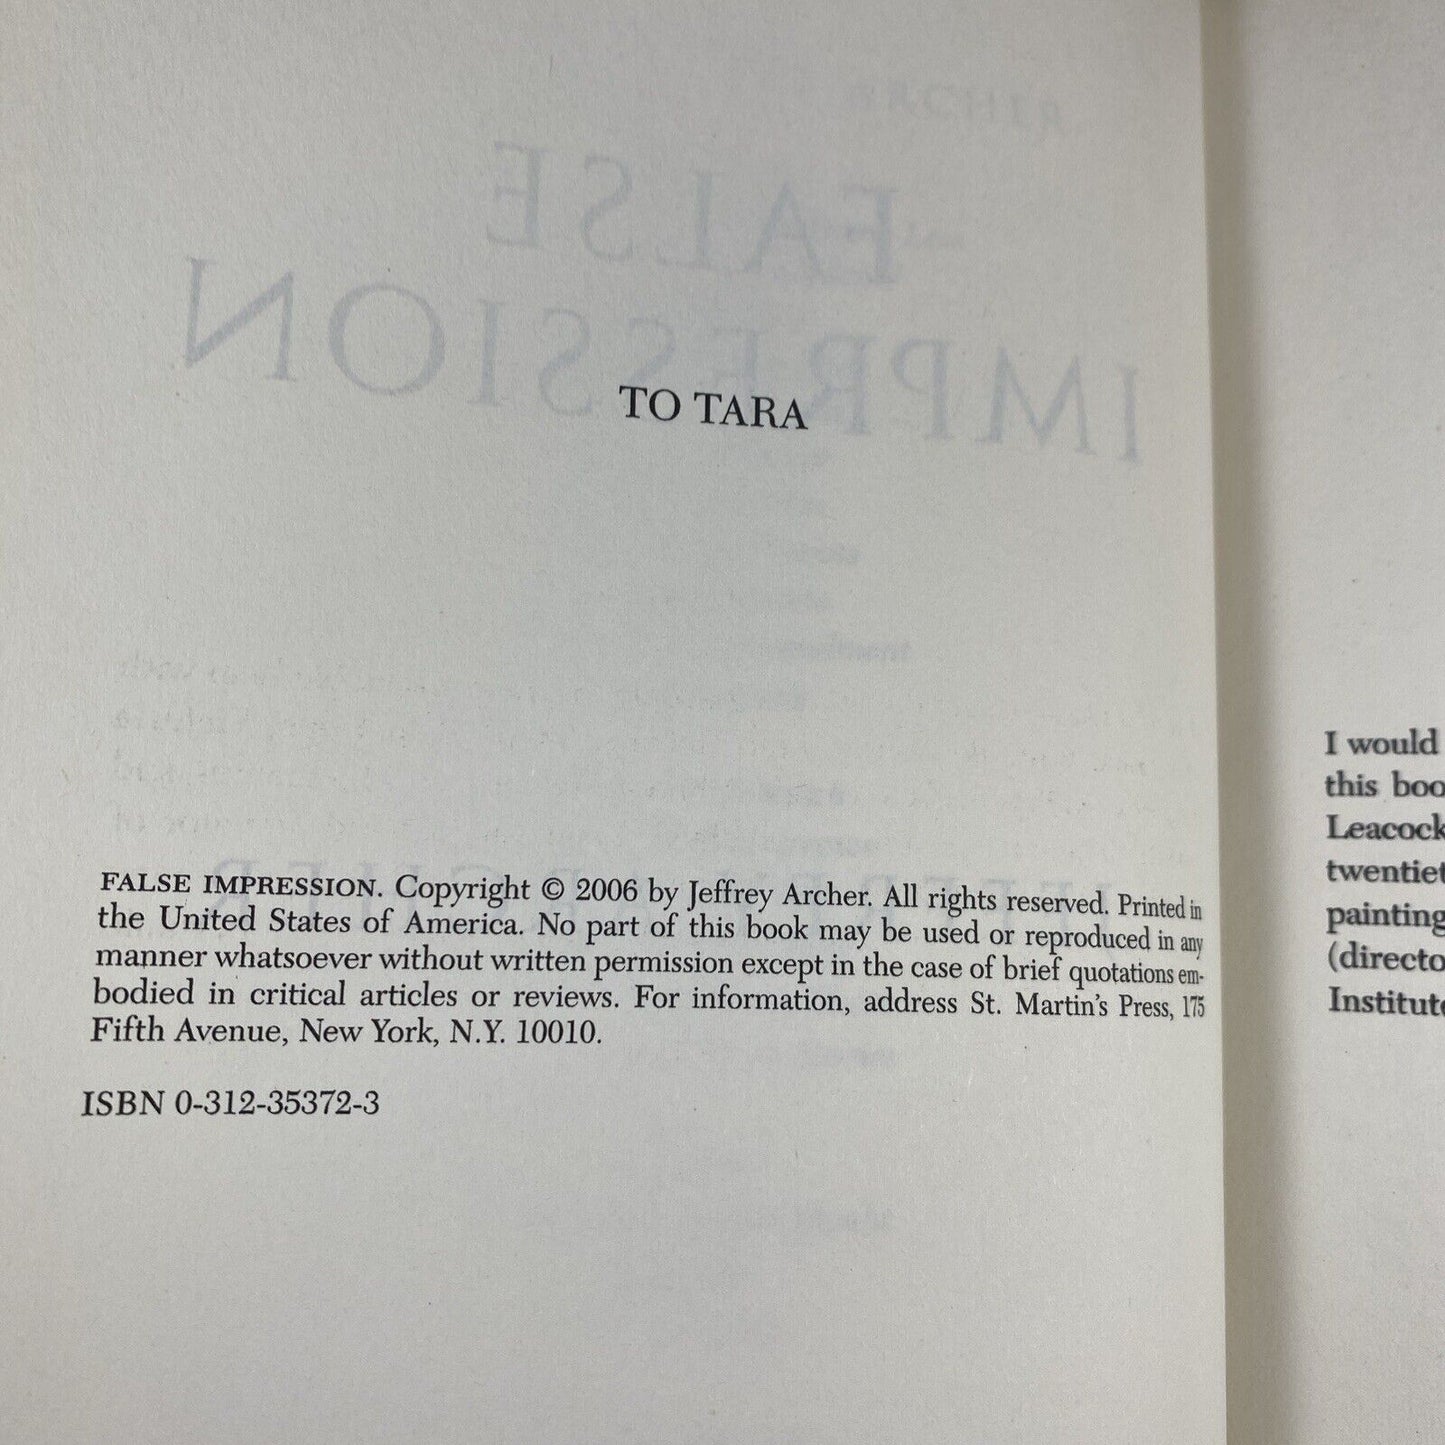 TO TARA
FALSE IMPRESSION. Copyright © 2006 by Jeffrey Archer. All rights reserved. Printed in
the United States of America. No part of this book may be used or reproduced in any
manner whatsoever without written permission except in the case of brief quotations em-
bodied in critical articles or reviews. For information, address St. Martin's Press, 175
Fifth Avenue, New York, N.Y. 10010.
ISBN 0-312-35372-3
FALSE
IMPRESSION
I would
this boo
Leacock
twentiet
painting
(directo
Institute